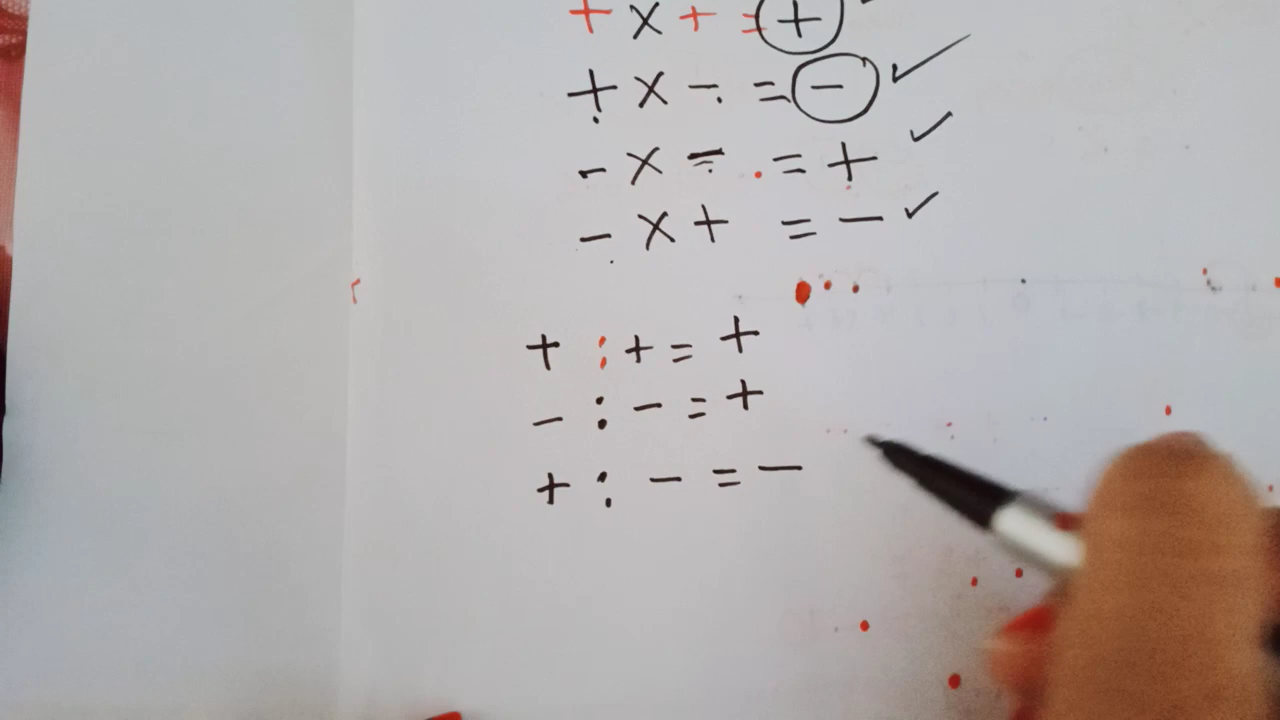 + x + = +
+ x - = -
- x - = +
- x + = -
+ : + = +
- : - = +
+ : - = -